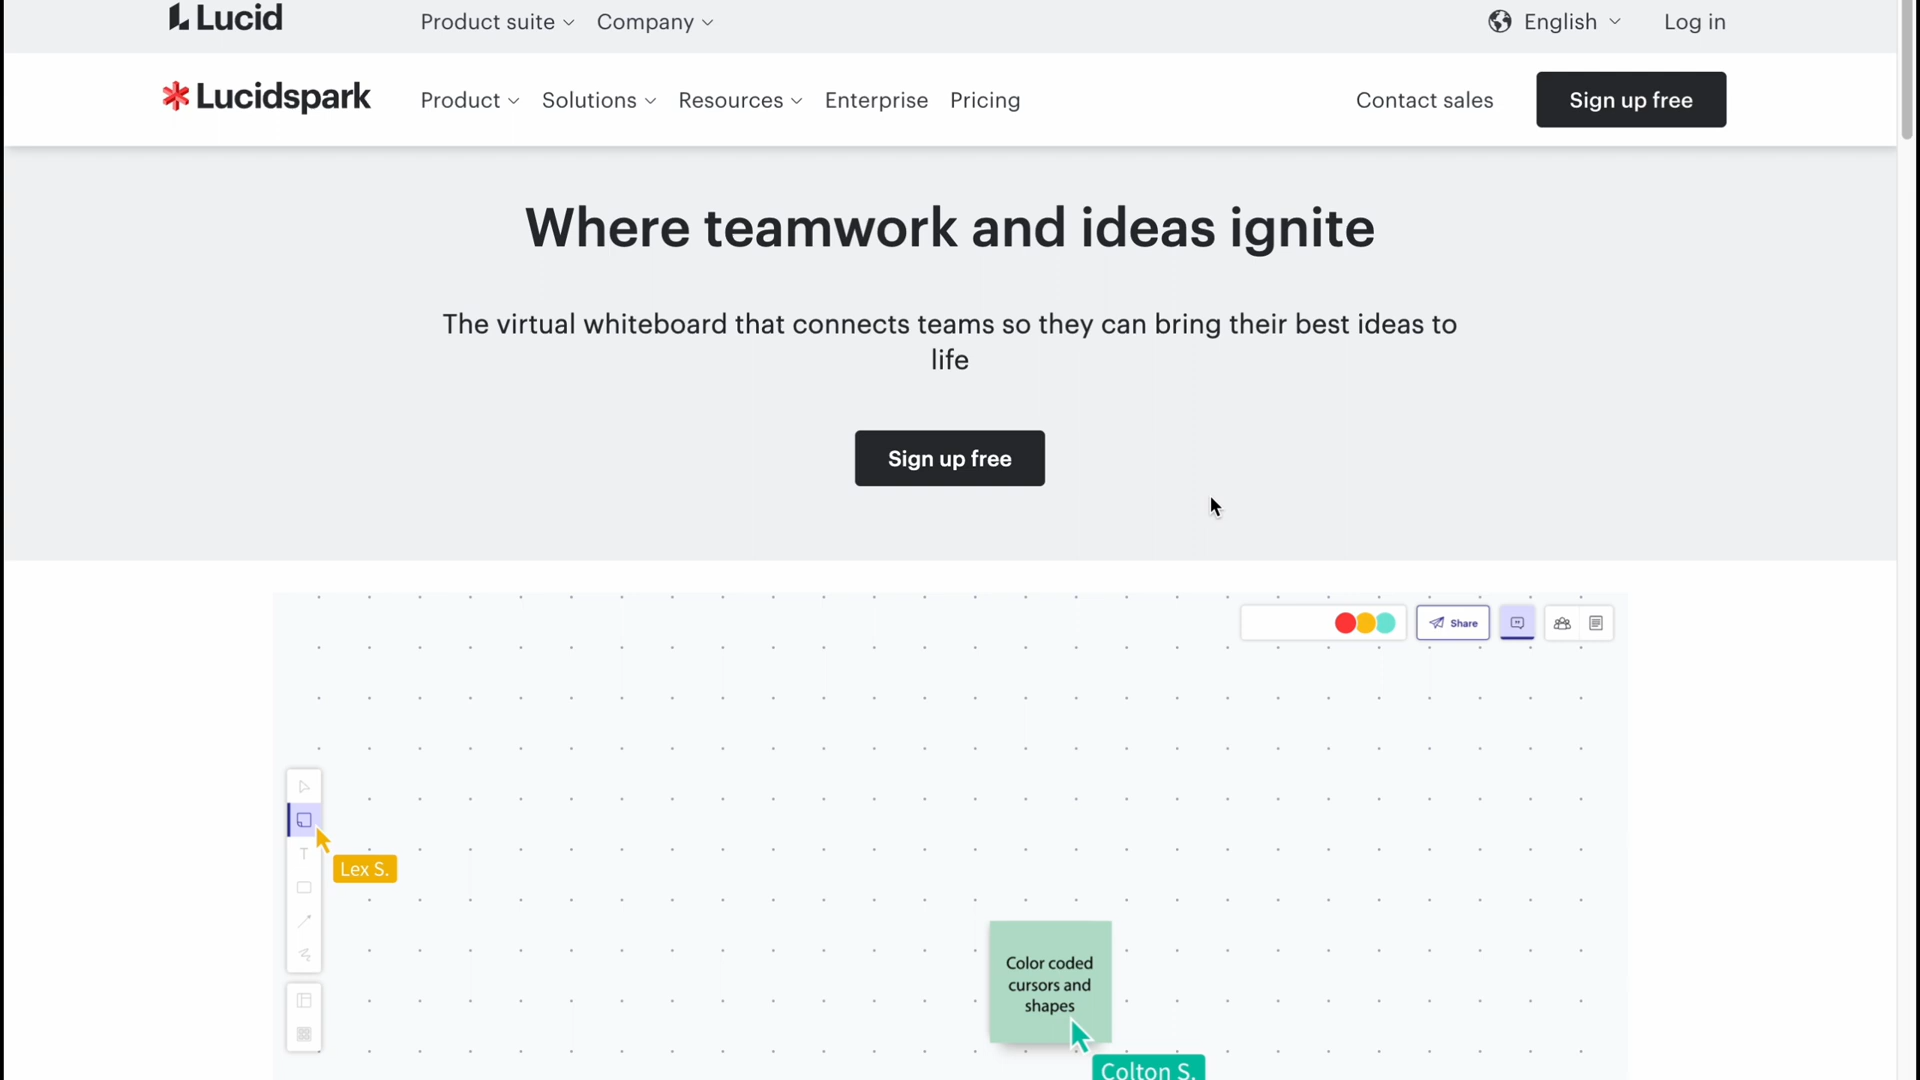 Lucid
Product suite
Company
English
Log in
Lucidspark
Product
Solutions
Resources
Enterprise
Pricing
Contact sales
Sign up free
Where teamwork and ideas ignite
The virtual whiteboard that connects teams so they can bring their best ideas to
life
Sign up free
Share
T
Lex S.
Color coded
cursors and
shapes
Colton S.